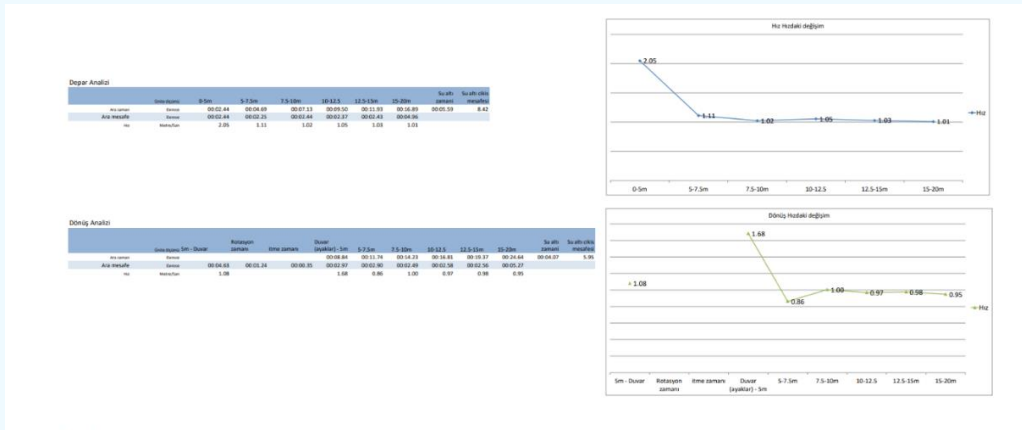 Hız Hızdaki değişim
2.05
1.11
1.02
1.05
1.03
1.01
Hız
0-5m 5-7.5m 7.5-10m 10-12.5 12.5-15m 15-20m
Depar Analizi
0-5m 5-7.5m 7.5-10m 10-12.5 12.5-15m 15-20m Su altı zamanı Su altı cikis mesafesi
Ara zaman 00:02.44 00:04.69 00:07.13 00:09.50 00:11.93 00:16.89 00:05.59 8.42
Ara mesafe 00:02.44 00:02.25 00:02.44 00:02.37 00:02.43 00:04.96
Hız Metre/San 2.05 1.11 1.02 1.05 1.03 1.01
Dönüş Analizi
5m - Duvar Rotasyon zamanı Itme zamanı Duvar (ayaklar) - 5m 5-7.5m 7.5-10m 10-12.5 12.5-15m 15-20m Su altı zamanı Su altı cikis mesafesi
Ara zaman 00:08.84 00:11.74 00:14.23 00:16.81 00:19.37 00:24.64 00:04.07 5.95
Ara mesafe 00:04.63 00:01.24 00:00.35 00:02.97 00:02.90 00:02.49 00:02.58 00:02.56 00:05.27
Hız Metre/San 1.08 1.68 0.86 1.00 0.97 0.98 0.95
Dönüş Hızdaki değişim
1.68
1.08
0.86
1.00
0.97
0.98
0.95
Hız
5m - Duvar Rotasyon zamanı Itme zamanı Duvar (ayaklar) - 5m 5-7.5m 7.5-10m 10-12.5 12.5-15m 15-20m